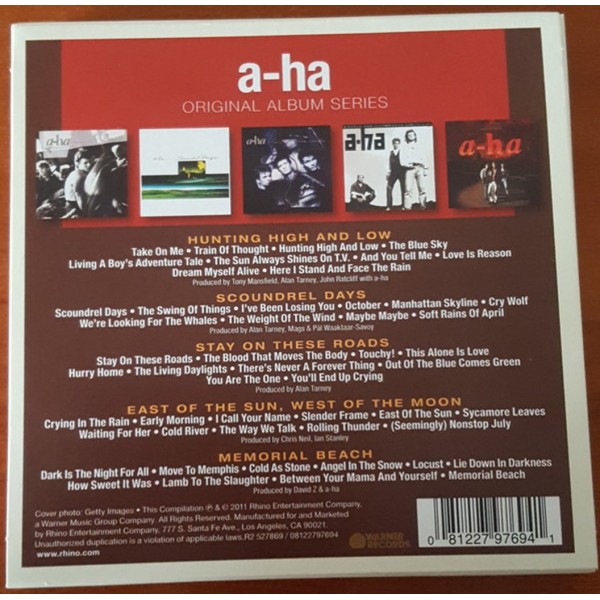 a-ha
ORIGINAL ALBUM SERIES
a-ha
a-ha
a-ha
a-ha
HUNTING HIGH AND LOW
Take On Me • Train Of Thought • Hunting High And Low • The Blue Sky
Living A Boy's Adventure Tale • The Sun Always Shines On T.V. • And You Tell Me • Love Is Reason
Dream Myself Alive • Here I Stand And Face The Rain
Produced by Tony Mansfield, Alan Tarney, John Ratcliff with a-ha
SCOUNDREL DAYS
Scoundrel Days • The Swing Of Things • I've Been Losing You • October • Manhattan Skyline • Cry Wolf
We're Looking For The Whales • The Weight Of The Wind • Maybe Maybe • Soft Rains Of April
Produced by Alan Tarney, Mags & Pål Waaktaar-Savoy
STAY ON THESE ROADS
Stay On These Roads • The Blood That Moves The Body • Touchy! • This Alone Is Love
Hurry Home • The Living Daylights • There's Never A Forever Thing • Out Of The Blue Comes Green
You Are The One • You'll End Up Crying
Produced by Alan Tarney
EAST OF THE SUN, WEST OF THE MOON
Crying In The Rain • Early Morning • I Call Your Name • Slender Frame • East Of The Sun • Sycamore Leaves
Waiting For Her • Cold River • The Way We Talk • Rolling Thunder • (Seemingly) Nonstop July
Produced by Chris Neil, Ian Stanley
MEMORIAL BEACH
Dark Is The Night For All • Move To Memphis • Cold As Stone • Angel In The Snow • Locust • Lie Down In Darkness
How Sweet It Was • Lamb To The Slaughter • Between Your Mama And Yourself • Memorial Beach
Produced by David Z & a-ha
Cover photo: Getty Images • This Compilation ℗ & © 2011 Rhino Entertainment Company,
a Warner Music Group Company. All Rights Reserved. Manufactured for and Marketed
by Rhino Entertainment Company, 777 S. Santa Fe Ave., Los Angeles, CA 90021.
Unauthorized duplication is a violation of applicable laws.R2 527869 / 08122797694
www.rhino.com
WARNER
RECORDS
0 81227 97694 1